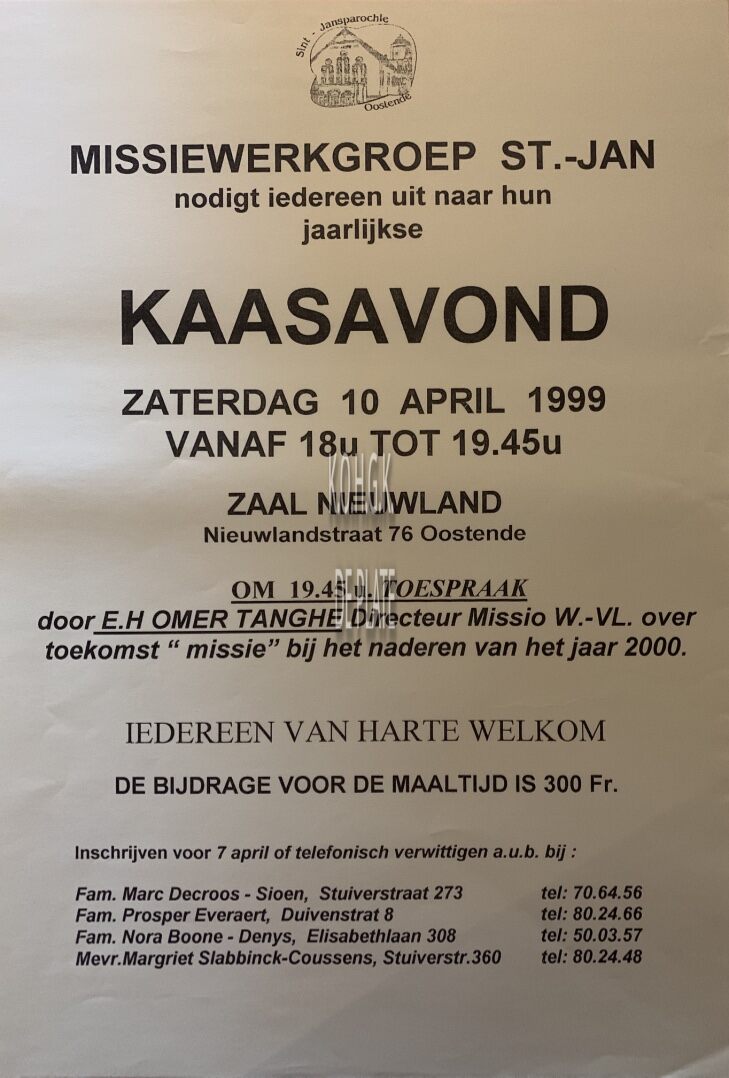 Sint - Jansparochie
Oostende
MISSIEWERKGROEP ST.-JAN
nodigt iedereen uit naar hun
jaarlijkse
KAASAVOND
ZATERDAG 10 APRIL 1999
VANAF 18u TOT 19.45u
ZAAL NIEUWLAND
Nieuwlandstraat 76 Oostende
OM 19.45 u. TOESPRAAK
door E.H OMER TANGHE Directeur Missio W.-VL. over
toekomst “ missie” bij het naderen van het jaar 2000.
IEDEREEN VAN HARTE WELKOM
DE BIJDRAGE VOOR DE MAALTIJD IS 300 Fr.
Inschrijven voor 7 april of telefonisch verwittigen a.u.b. bij :
Fam. Marc Decroos - Sioen, Stuiverstraat 273 tel: 70.64.56
Fam. Prosper Everaert, Duivenstrat 8 tel: 80.24.66
Fam. Nora Boone - Denys, Elisabethlaan 308 tel: 50.03.57
Mevr.Margriet Slabbinck-Coussens, Stuiverstr.360 tel: 80.24.48
KOHGK
DE PLATE